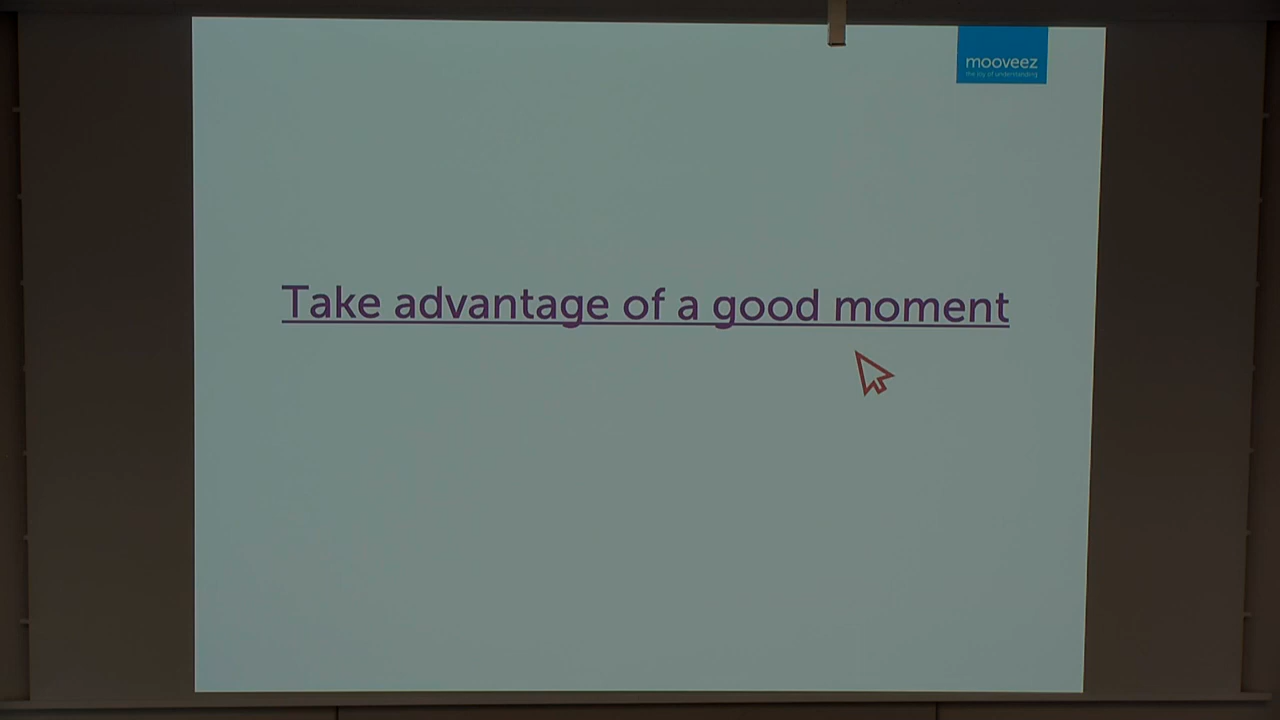 mooveez
the joy of understanding
Take advantage of a good moment